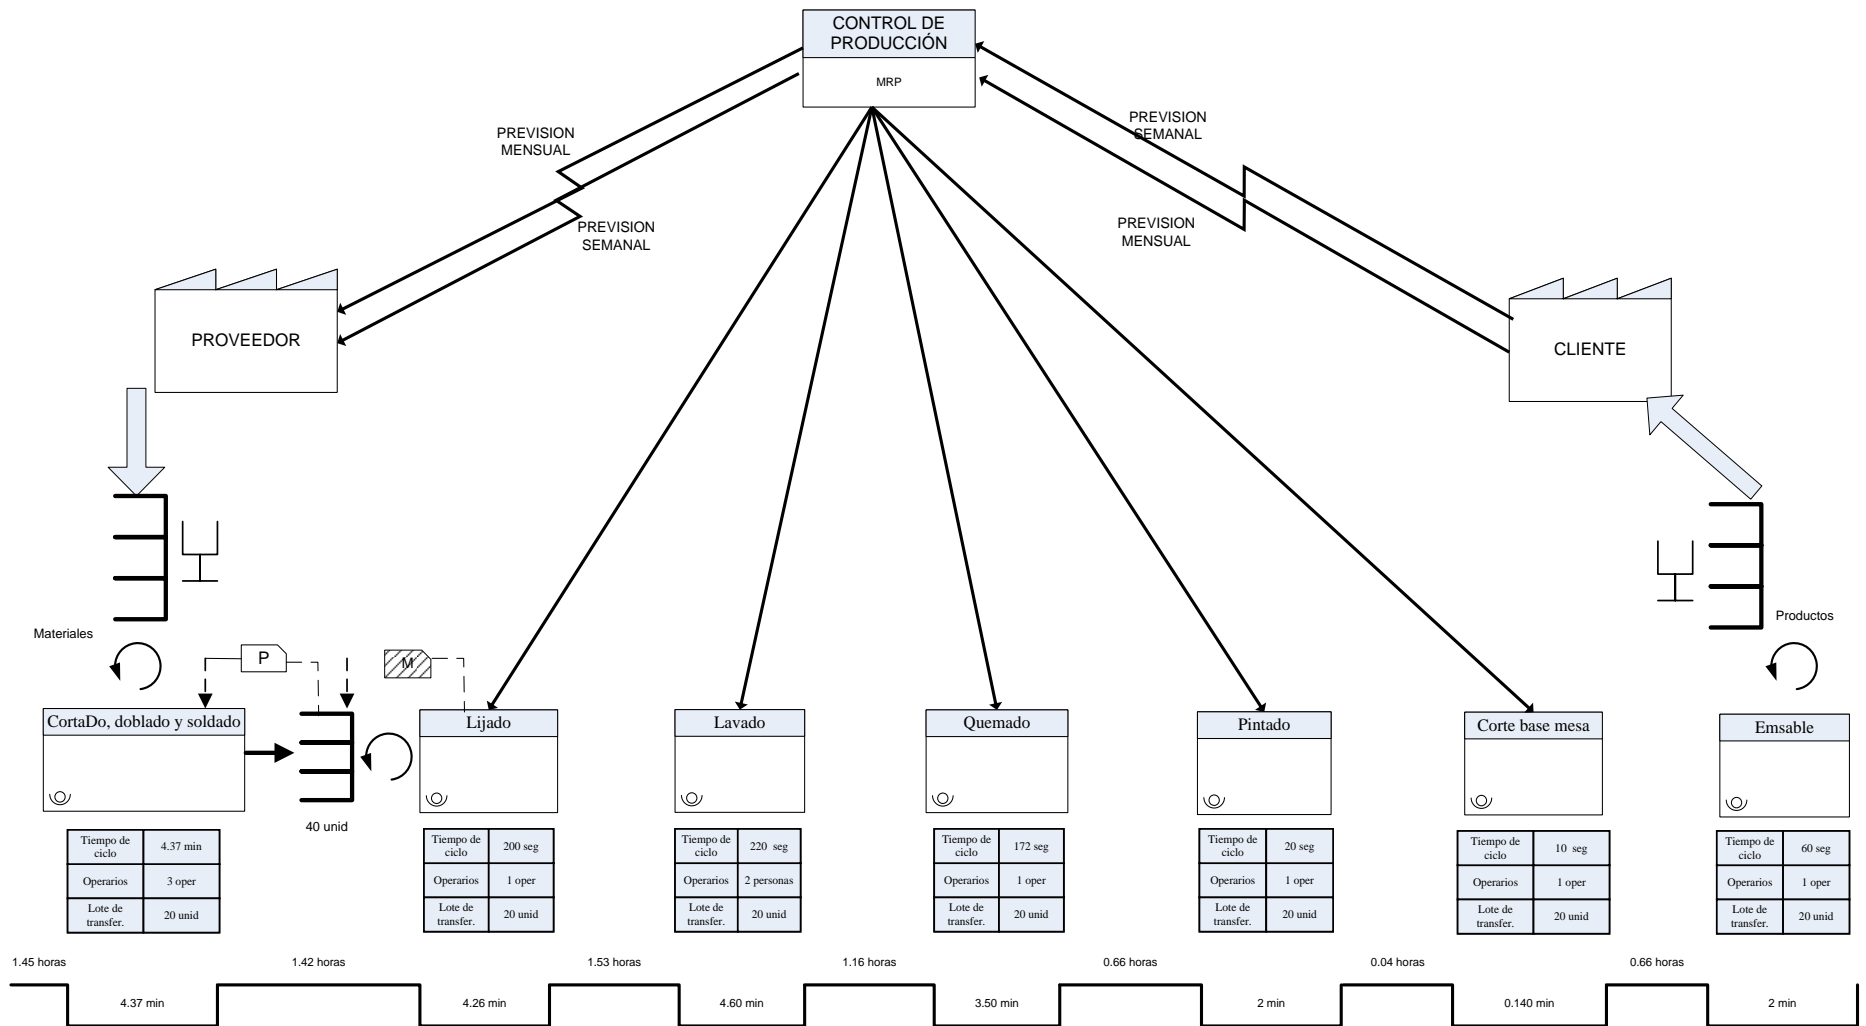 CONTROL DE
PRODUCCIÓN
MRP
PREVISION
MENSUAL
PREVISION
SEMANAL
PREVISION
SEMANAL
PREVISION
MENSUAL
PROVEEDOR
CLIENTE
Materiales
Productos
P
M
CortaDo, doblado y soldado
Lijado
Lavado
Quemado
Pintado
Corte base mesa
Emsable
40 unid
Tiempo de
ciclo
4.37 min
Operarios
3 oper
Lote de
transfer.
20 unid
Tiempo de
ciclo
200 seg
Operarios
1 oper
Lote de
transfer.
20 unid
Tiempo de
ciclo
220 seg
Operarios
2 personas
Lote de
transfer.
20 unid
Tiempo de
ciclo
172 seg
Operarios
1 oper
Lote de
transfer.
20 unid
Tiempo de
ciclo
20 seg
Operarios
1 oper
Lote de
transfer.
20 unid
Tiempo de
ciclo
10 seg
Operarios
1 oper
Lote de
transfer.
20 unid
Tiempo de
ciclo
60 seg
Operarios
1 oper
Lote de
transfer.
20 unid
1.45 horas
1.42 horas
1.53 horas
1.16 horas
0.66 horas
0.04 horas
0.66 horas
4.37 min
4.26 min
4.60 min
3.50 min
2 min
0.140 min
2 min